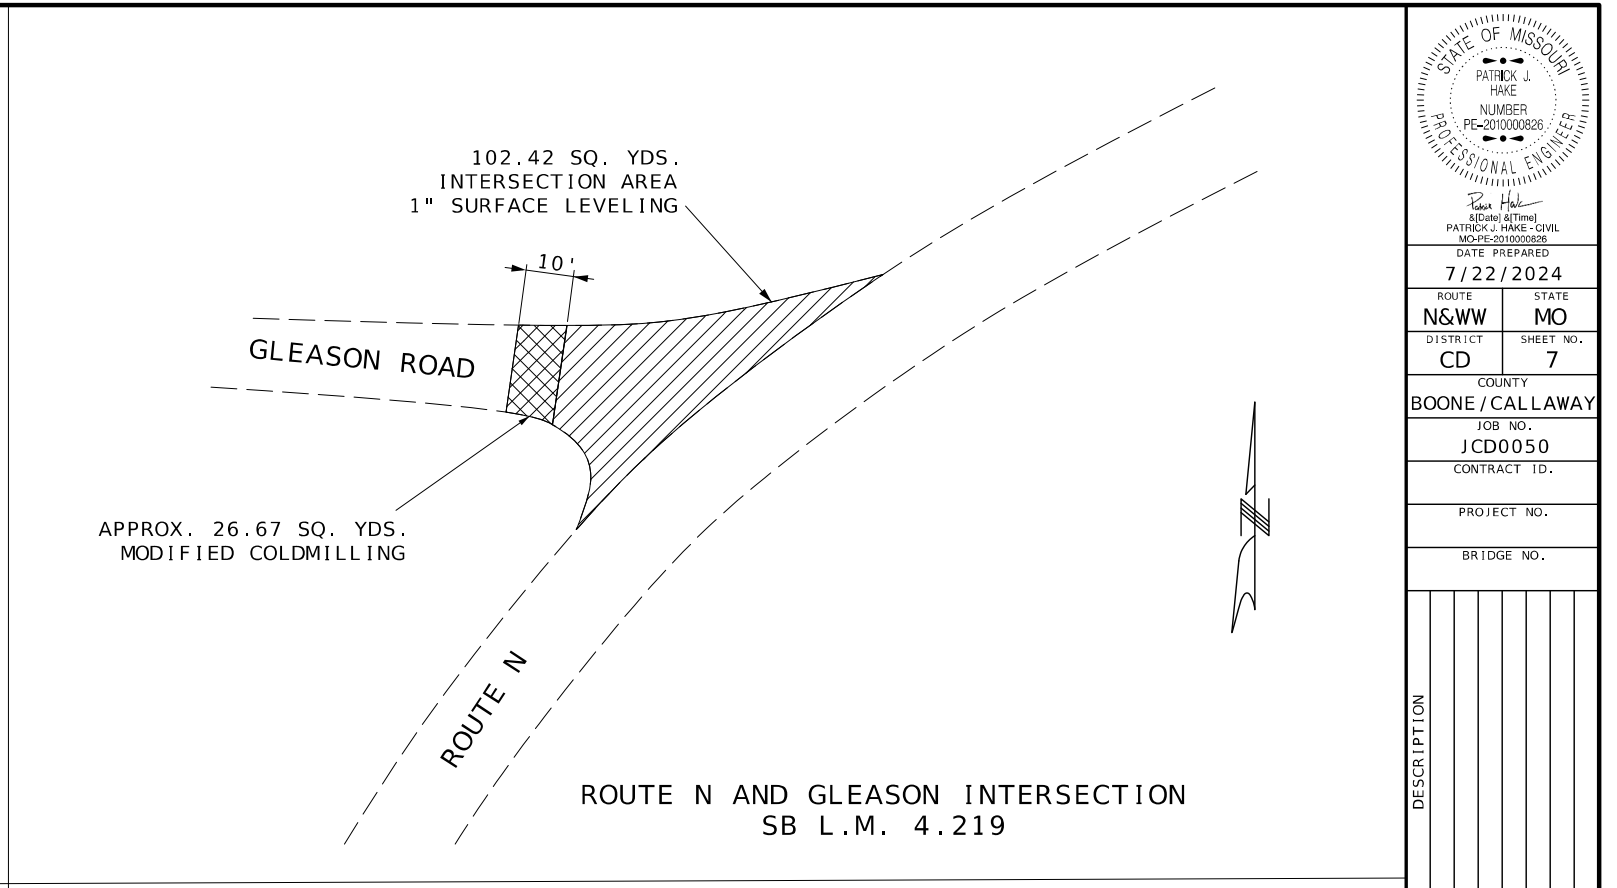 102.42 SQ. YDS.
INTERSECTION AREA
1" SURFACE LEVELING
10'
GLEASON ROAD
APPROX. 26.67 SQ. YDS.
MODIFIED COLDMILLING
ROUTE N
ROUTE N AND GLEASON INTERSECTION
SB L.M. 4.219
STATE OF MISSOURI
PATRICK J.
HAKE
NUMBER
PE-2010000826
PROFESSIONAL ENGINEER
Patrick Hake
&[Date] &[Time]
PATRICK J. HAKE - CIVIL
MO-PE-2010000826
DATE PREPARED
7/22/2024
ROUTE
N&WW
STATE
MO
DISTRICT
CD
SHEET NO.
7
COUNTY
BOONE/CALLAWAY
JOB NO.
JCD0050
CONTRACT ID.
PROJECT NO.
BRIDGE NO.
DESCRIPTION
N